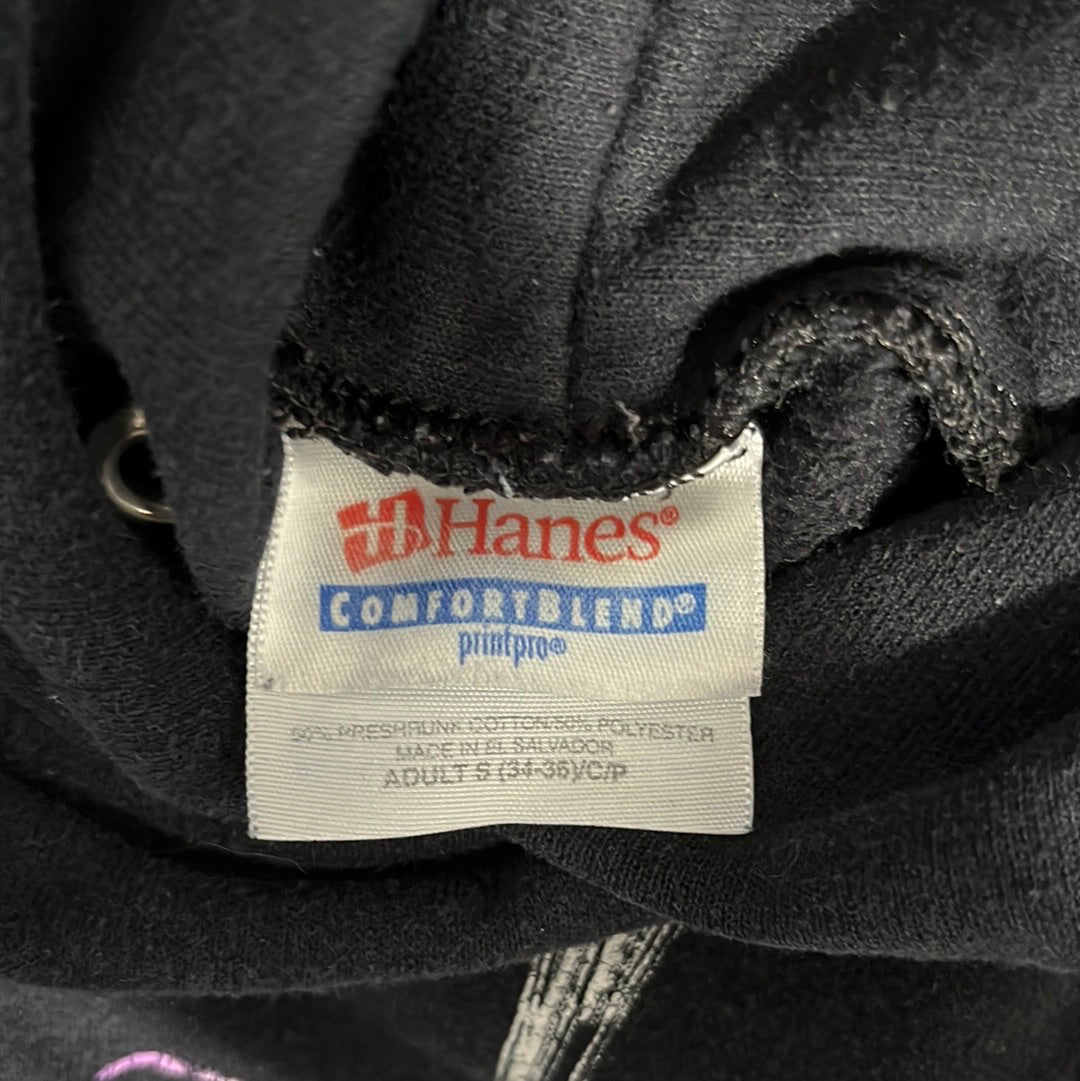 Hanes®
COMFORTBLEND®
printpro®
50% PRESHRUNK COTTON/50% POLYESTER
MADE IN EL SALVADOR
ADULT S (34-36)/C/P